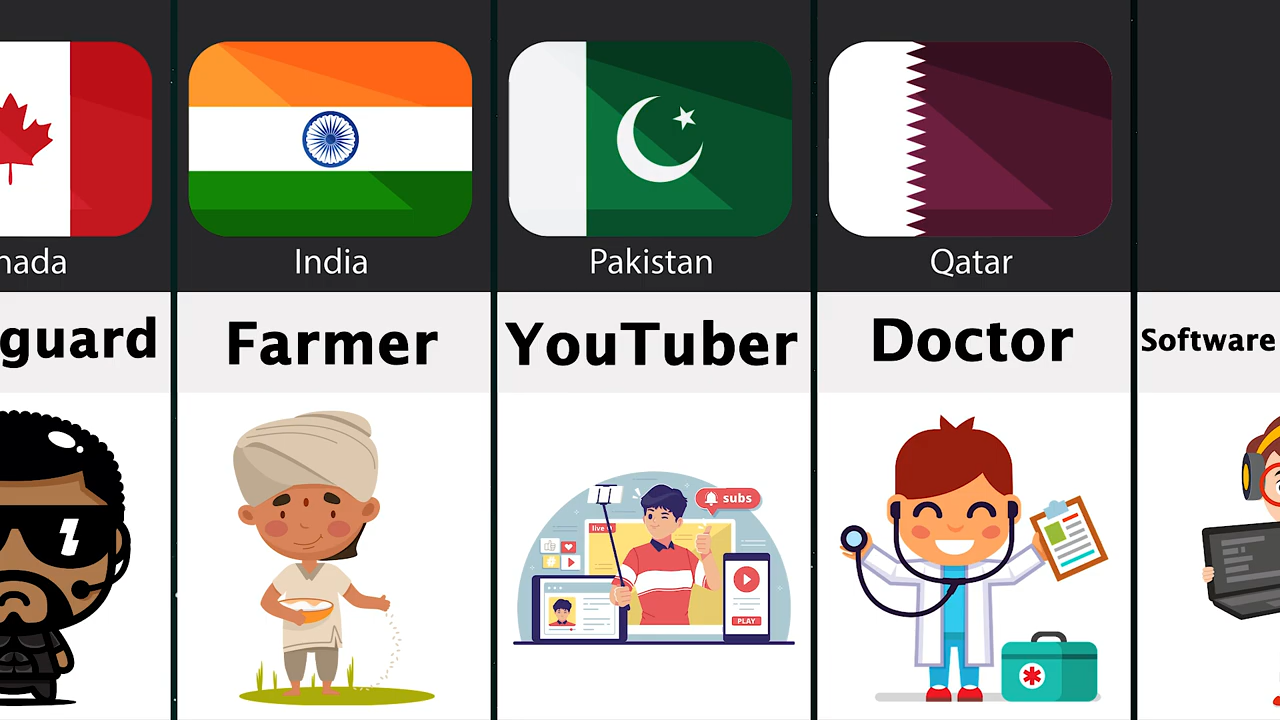 nada
India
Pakistan
Qatar
guard
Farmer
YouTuber
Doctor
Software
subs
live
PLAY